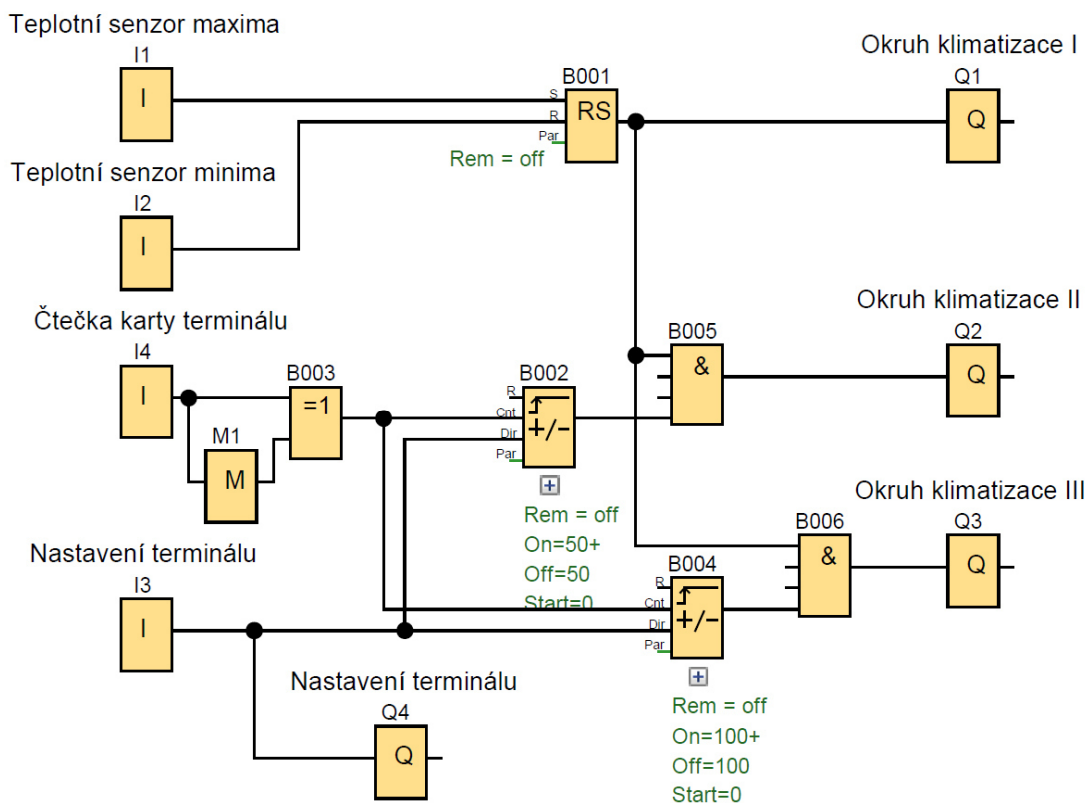 Teplotní senzor maxima
I1
I
Okruh klimatizace I
Q1
Q
B001
S
R
Par
RS
Rem = off
Teplotní senzor minima
I2
I
Čtečka karty terminálu
I4
I
M1
M
B003
=1
B002
R
Cnt
Dir
Par
+/-
Rem = off
On=50+
Off=50
Start=0
B005
&
Okruh klimatizace II
Q2
Q
Okruh klimatizace III
Q3
Q
B006
&
Nastavení terminálu
I3
I
B004
R
Cnt
Dir
Par
+/-
Rem = off
On=100+
Off=100
Start=0
Nastavení terminálu
Q4
Q